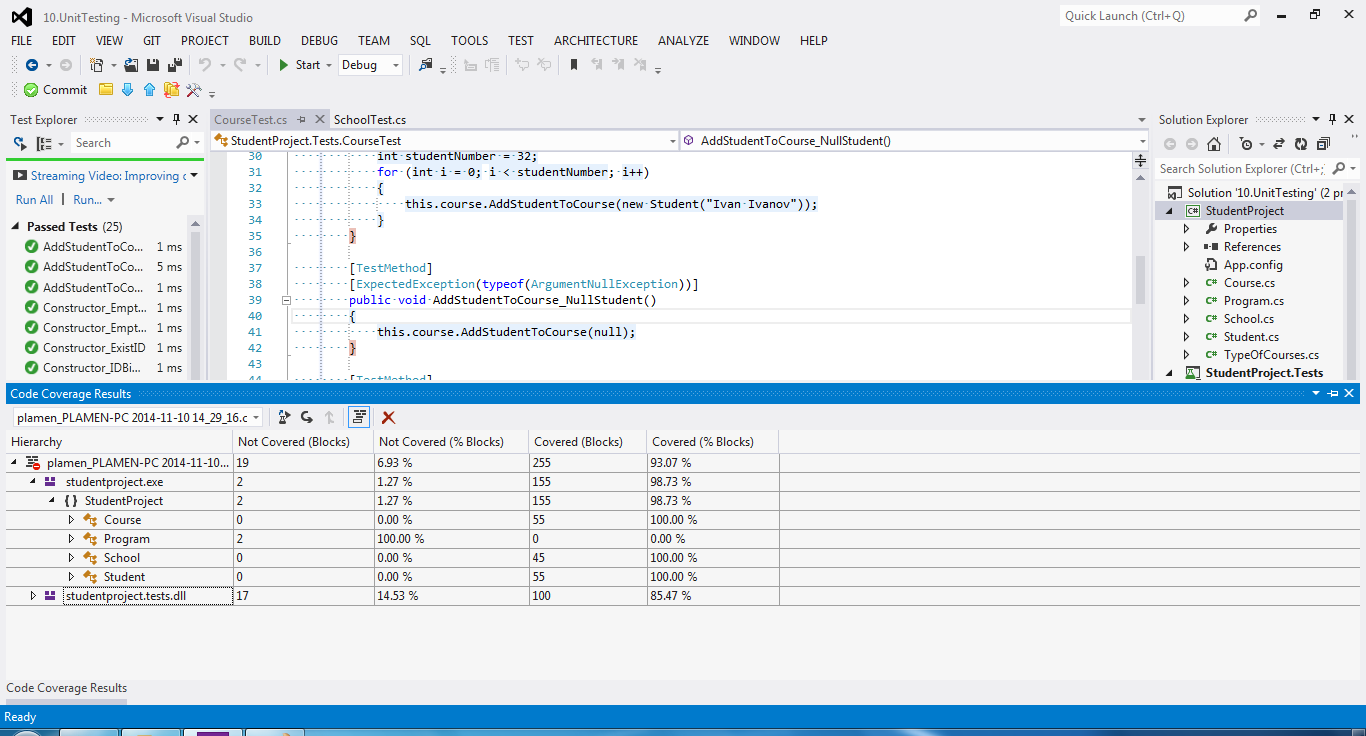 10.UnitTesting - Microsoft Visual Studio
Quick Launch (Ctrl+Q)
FILE EDIT VIEW GIT PROJECT BUILD DEBUG TEAM SQL TOOLS TEST ARCHITECTURE ANALYZE WINDOW HELP
Start Debug
Commit
Test Explorer
Search
Streaming Video: Improving c
Run All | Run...
Passed Tests (25)
AddStudentToCo... 1 ms
AddStudentToCo... 5 ms
AddStudentToCo... 1 ms
Constructor_Empt... 1 ms
Constructor_Empt... 1 ms
Constructor_ExistID 1 ms
Constructor_IDBi... 1 ms
CourseTest.cs SchoolTest.cs
StudentProject.Tests.CourseTest AddStudentToCourse_NullStudent()
30 int studentNumber = 32;
31 for (int i = 0; i < studentNumber; i++)
32 {
33 this.course.AddStudentToCourse(new Student("Ivan Ivanov"));
34 }
35 }
36
37 [TestMethod]
38 [ExpectedException(typeof(ArgumentNullException))]
39 public void AddStudentToCourse_NullStudent()
40 {
41 this.course.AddStudentToCourse(null);
42 }
43
44 [TestMethod]
Solution Explorer
Search Solution Explorer (Ctrl+;
Solution '10.UnitTesting' (2 pr
C# StudentProject
Properties
References
App.config
C# Course.cs
C# Program.cs
C# School.cs
C# Student.cs
C# TypeOfCourses.cs
StudentProject.Tests
Code Coverage Results
plamen_PLAMEN-PC 2014-11-10 14_29_16.c
Hierarchy Not Covered (Blocks) Not Covered (% Blocks) Covered (Blocks) Covered (% Blocks)
plamen_PLAMEN-PC 2014-11-10... 19 6.93 % 255 93.07 %
studentproject.exe 2 1.27 % 155 98.73 %
{ } StudentProject 2 1.27 % 155 98.73 %
Course 0 0.00 % 55 100.00 %
Program 2 100.00 % 0 0.00 %
School 0 0.00 % 45 100.00 %
Student 0 0.00 % 55 100.00 %
studentproject.tests.dll 17 14.53 % 100 85.47 %
Code Coverage Results
Ready